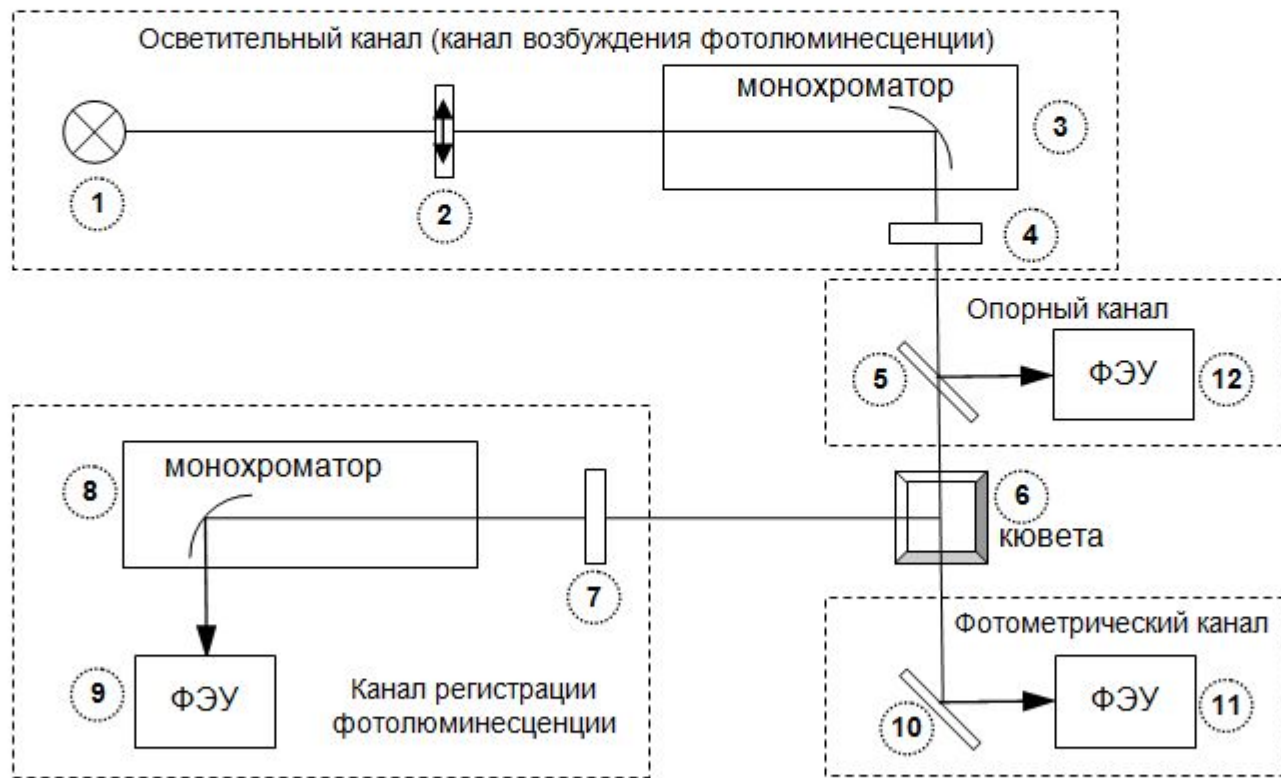 Осветительный канал (канал возбуждения фотолюминесценции)
монохроматор
1
2
3
4
Опорный канал
5
ФЭУ
12
монохроматор
8
6
кювета
7
Фотометрический канал
9
ФЭУ
Канал регистрации
фотолюминесценции
10
ФЭУ
11